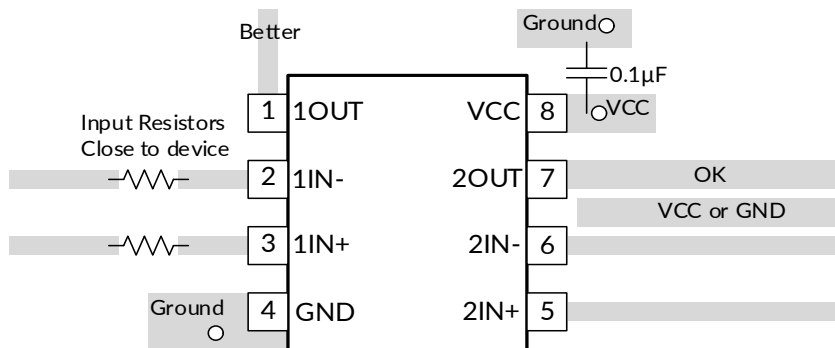 Better
Ground
0.1µF
VCC
1 1OUT
VCC 8
Input Resistors
Close to device
2 1IN-
2OUT 7
OK
VCC or GND
3 1IN+
2IN- 6
Ground
4 GND
2IN+ 5